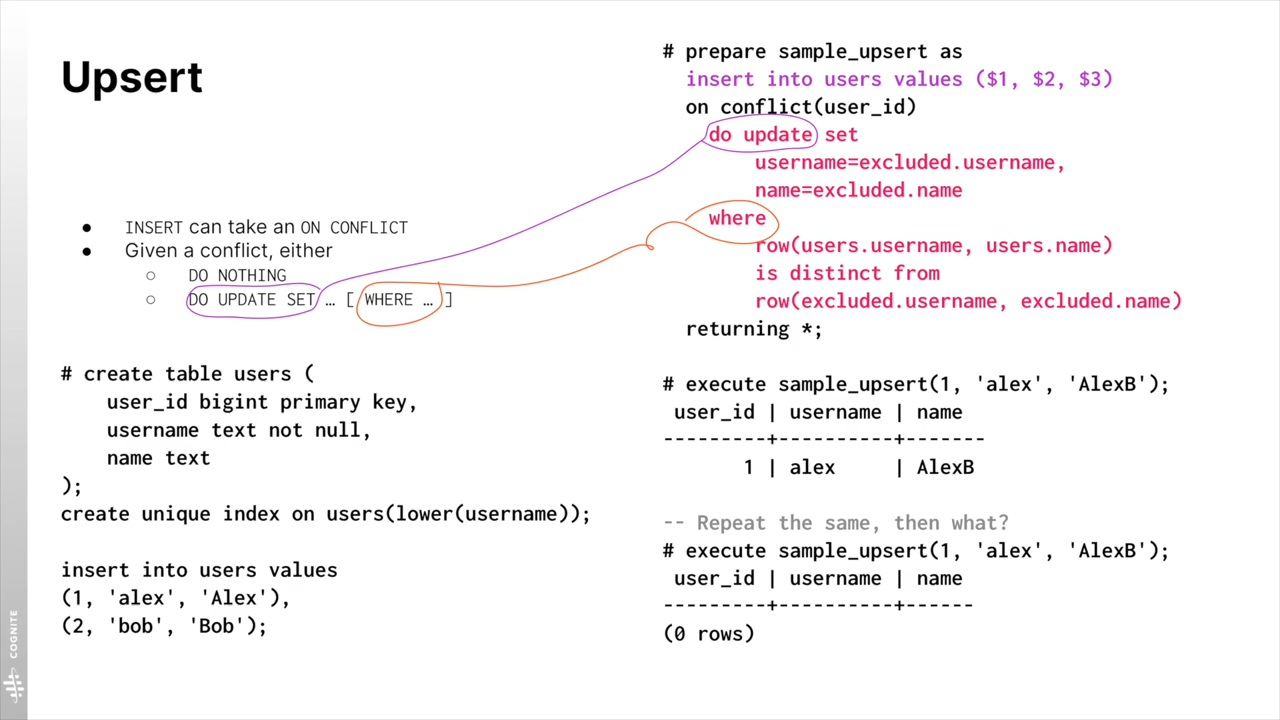 Upsert
● INSERT can take an ON CONFLICT
● Given a conflict, either
○ DO NOTHING
○ DO UPDATE SET … [ WHERE … ]
# create table users (
    user_id bigint primary key,
    username text not null,
    name text
);
create unique index on users(lower(username));

insert into users values
(1, 'alex', 'Alex'),
(2, 'bob', 'Bob');
# prepare sample_upsert as
  insert into users values ($1, $2, $3)
  on conflict(user_id)
    do update set
        username=excluded.username,
        name=excluded.name
    where
        row(users.username, users.name)
        is distinct from
        row(excluded.username, excluded.name)
  returning *;

# execute sample_upsert(1, 'alex', 'AlexB');
 user_id | username | name
---------+----------+-------
       1 | alex     | AlexB

-- Repeat the same, then what?
# execute sample_upsert(1, 'alex', 'AlexB');
 user_id | username | name
---------+----------+------
(0 rows)
COGNITE